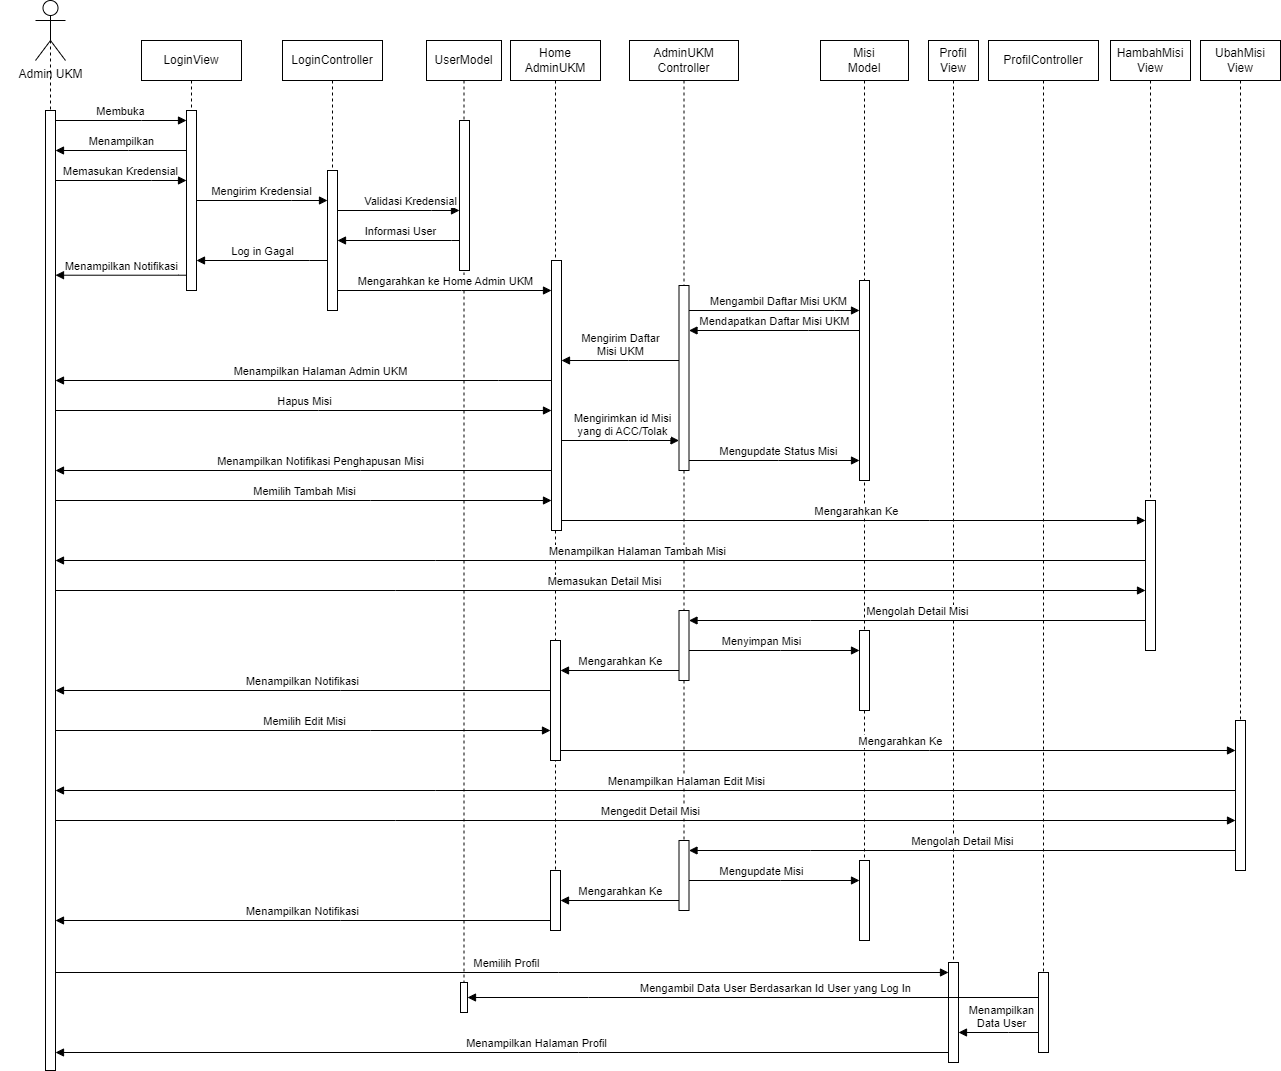 Admin UKM
LoginView
LoginController
UserModel
Home
AdminUKM
AdminUKM
Controller
Misi
Model
Profil
View
ProfilController
HambahMisi
View
UbahMisi
View
Membuka
Menampilkan
Memasukan Kredensial
Mengirim Kredensial
Validasi Kredensial
Informasi User
Log in Gagal
Menampilkan Notifikasi
Mengarahkan ke Home Admin UKM
Mengambil Daftar Misi UKM
Mendapatkan Daftar Misi UKM
Mengirim Daftar
Misi UKM
Menampilkan Halaman Admin UKM
Hapus Misi
Mengirimkan id Misi
yang di ACC/Tolak
Mengupdate Status Misi
Menampilkan Notifikasi Penghapusan Misi
Memilih Tambah Misi
Mengarahkan Ke
Menampilkan Halaman Tambah Misi
Memasukan Detail Misi
Mengolah Detail Misi
Menyimpan Misi
Mengarahkan Ke
Menampilkan Notifikasi
Memilih Edit Misi
Mengarahkan Ke
Menampilkan Halaman Edit Misi
Mengedit Detail Misi
Mengolah Detail Misi
Mengupdate Misi
Mengarahkan Ke
Menampilkan Notifikasi
Memilih Profil
Mengambil Data User Berdasarkan Id User yang Log In
Menampilkan
Data User
Menampilkan Halaman Profil